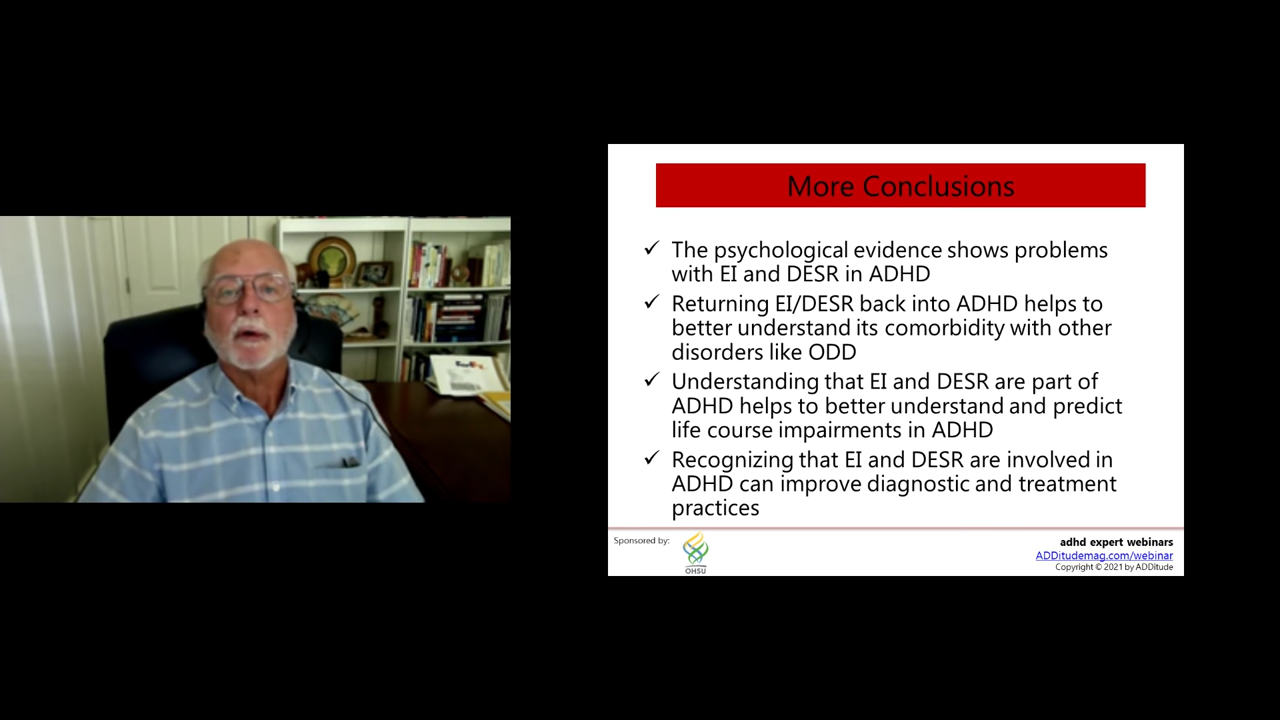 More Conclusions
✓ The psychological evidence shows problems
with EI and DESR in ADHD
✓ Returning EI/DESR back into ADHD helps to
better understand its comorbidity with other
disorders like ODD
✓ Understanding that EI and DESR are part of
ADHD helps to better understand and predict
life course impairments in ADHD
✓ Recognizing that EI and DESR are involved in
ADHD can improve diagnostic and treatment
practices
Sponsored by:
OHSU
adhd expert webinars
ADDitudemag.com/webinar
Copyright © 2021 by ADDitude
FedEx